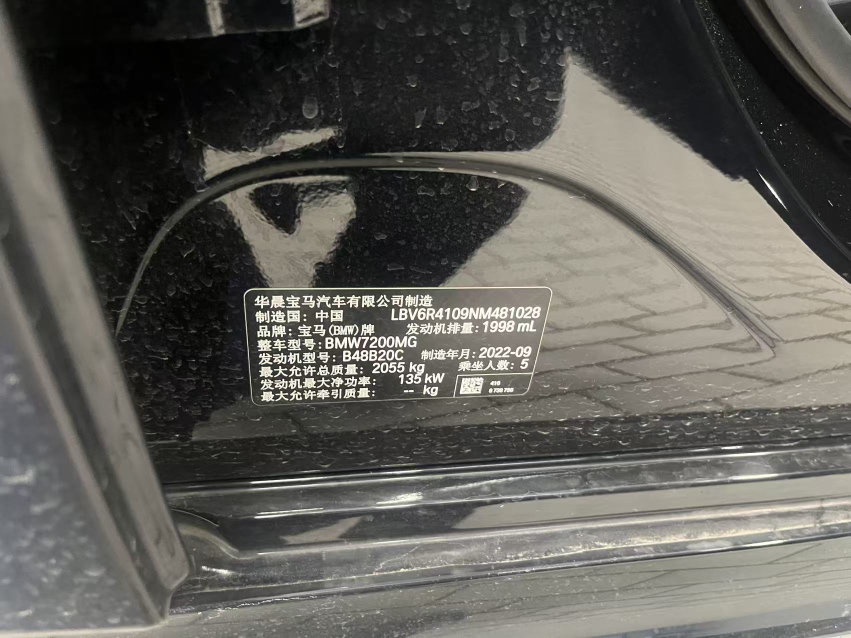 华晨宝马汽车有限公司制造
制造国: 中国 LBV6R4109NM481028
品牌: 宝马(BMW)牌 发动机排量: 1998 mL
整车型号: BMW7200MG
发动机型号: B48B20C 制造年月: 2022-09
最大允许总质量: 2055 kg 乘坐人数: 5
发动机最大净功率: 135 kW
最大允许牵引质量: -- kg